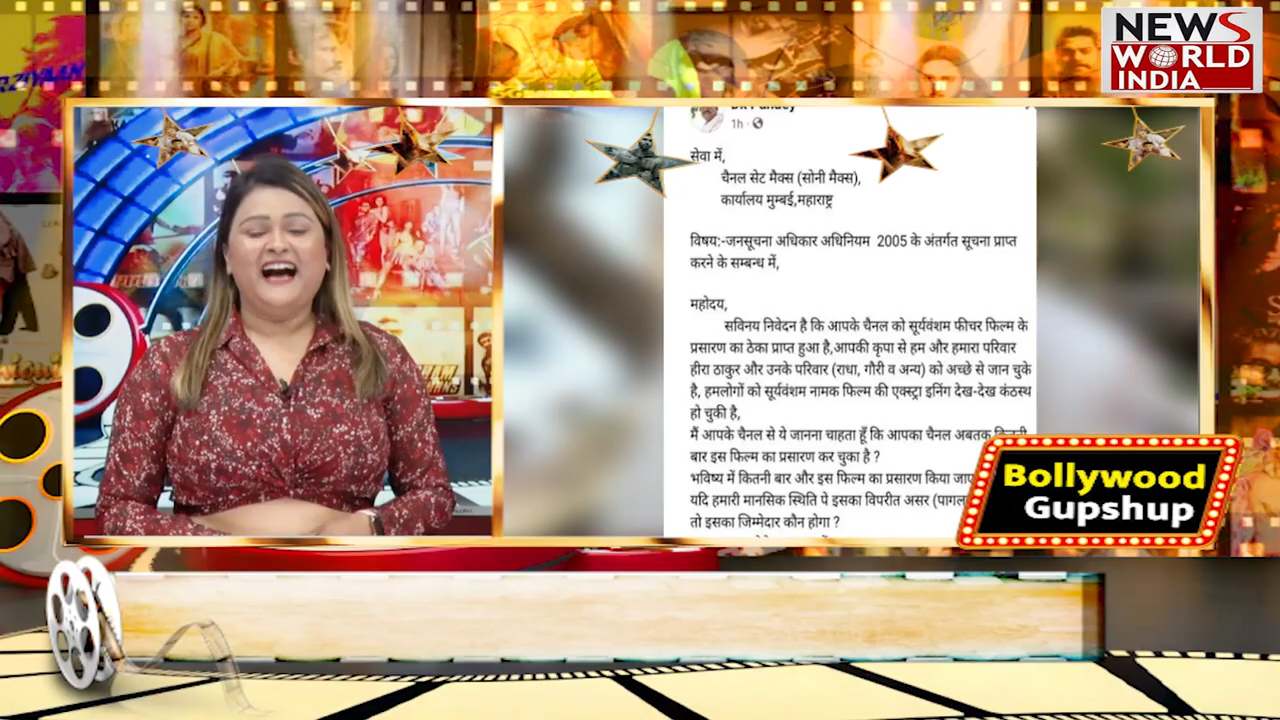 NEWS
WORLD
INDIA
1h
सेवा में,
चैनल सेट मैक्स (सोनी मैक्स),
कार्यालय मुम्बई,महाराष्ट्र
विषय:-जनसूचना अधिकार अधिनियम 2005 के अंतर्गत सूचना प्राप्त
करने के सम्बन्ध में,
महोदय,
सविनय निवेदन है कि आपके चैनल को सूर्यवंशम फीचर फिल्म के
प्रसारण का ठेका प्राप्त हुआ है,आपकी कृपा से हम और हमारा परिवार
हीरा ठाकुर और उनके परिवार (राधा, गौरी व अन्य) को अच्छे से जान चुके
है, हमलोगों को सूर्यवंशम नामक फिल्म की एक्स्ट्रा इनिंग देख-देख कंठस्थ
हो चुकी है,
मैं आपके चैनल से ये जानना चाहता हूँ कि आपका चैनल अबतक कितनी
बार इस फिल्म का प्रसारण कर चुका है ?
भविष्य में कितनी बार और इस फिल्म का प्रसारण किया
यदि हमारी मानसिक स्थिति पे इसका विपरीत असर
तो इसका जिम्मेदार कौन होगा ?
Bollywood
Gupshup